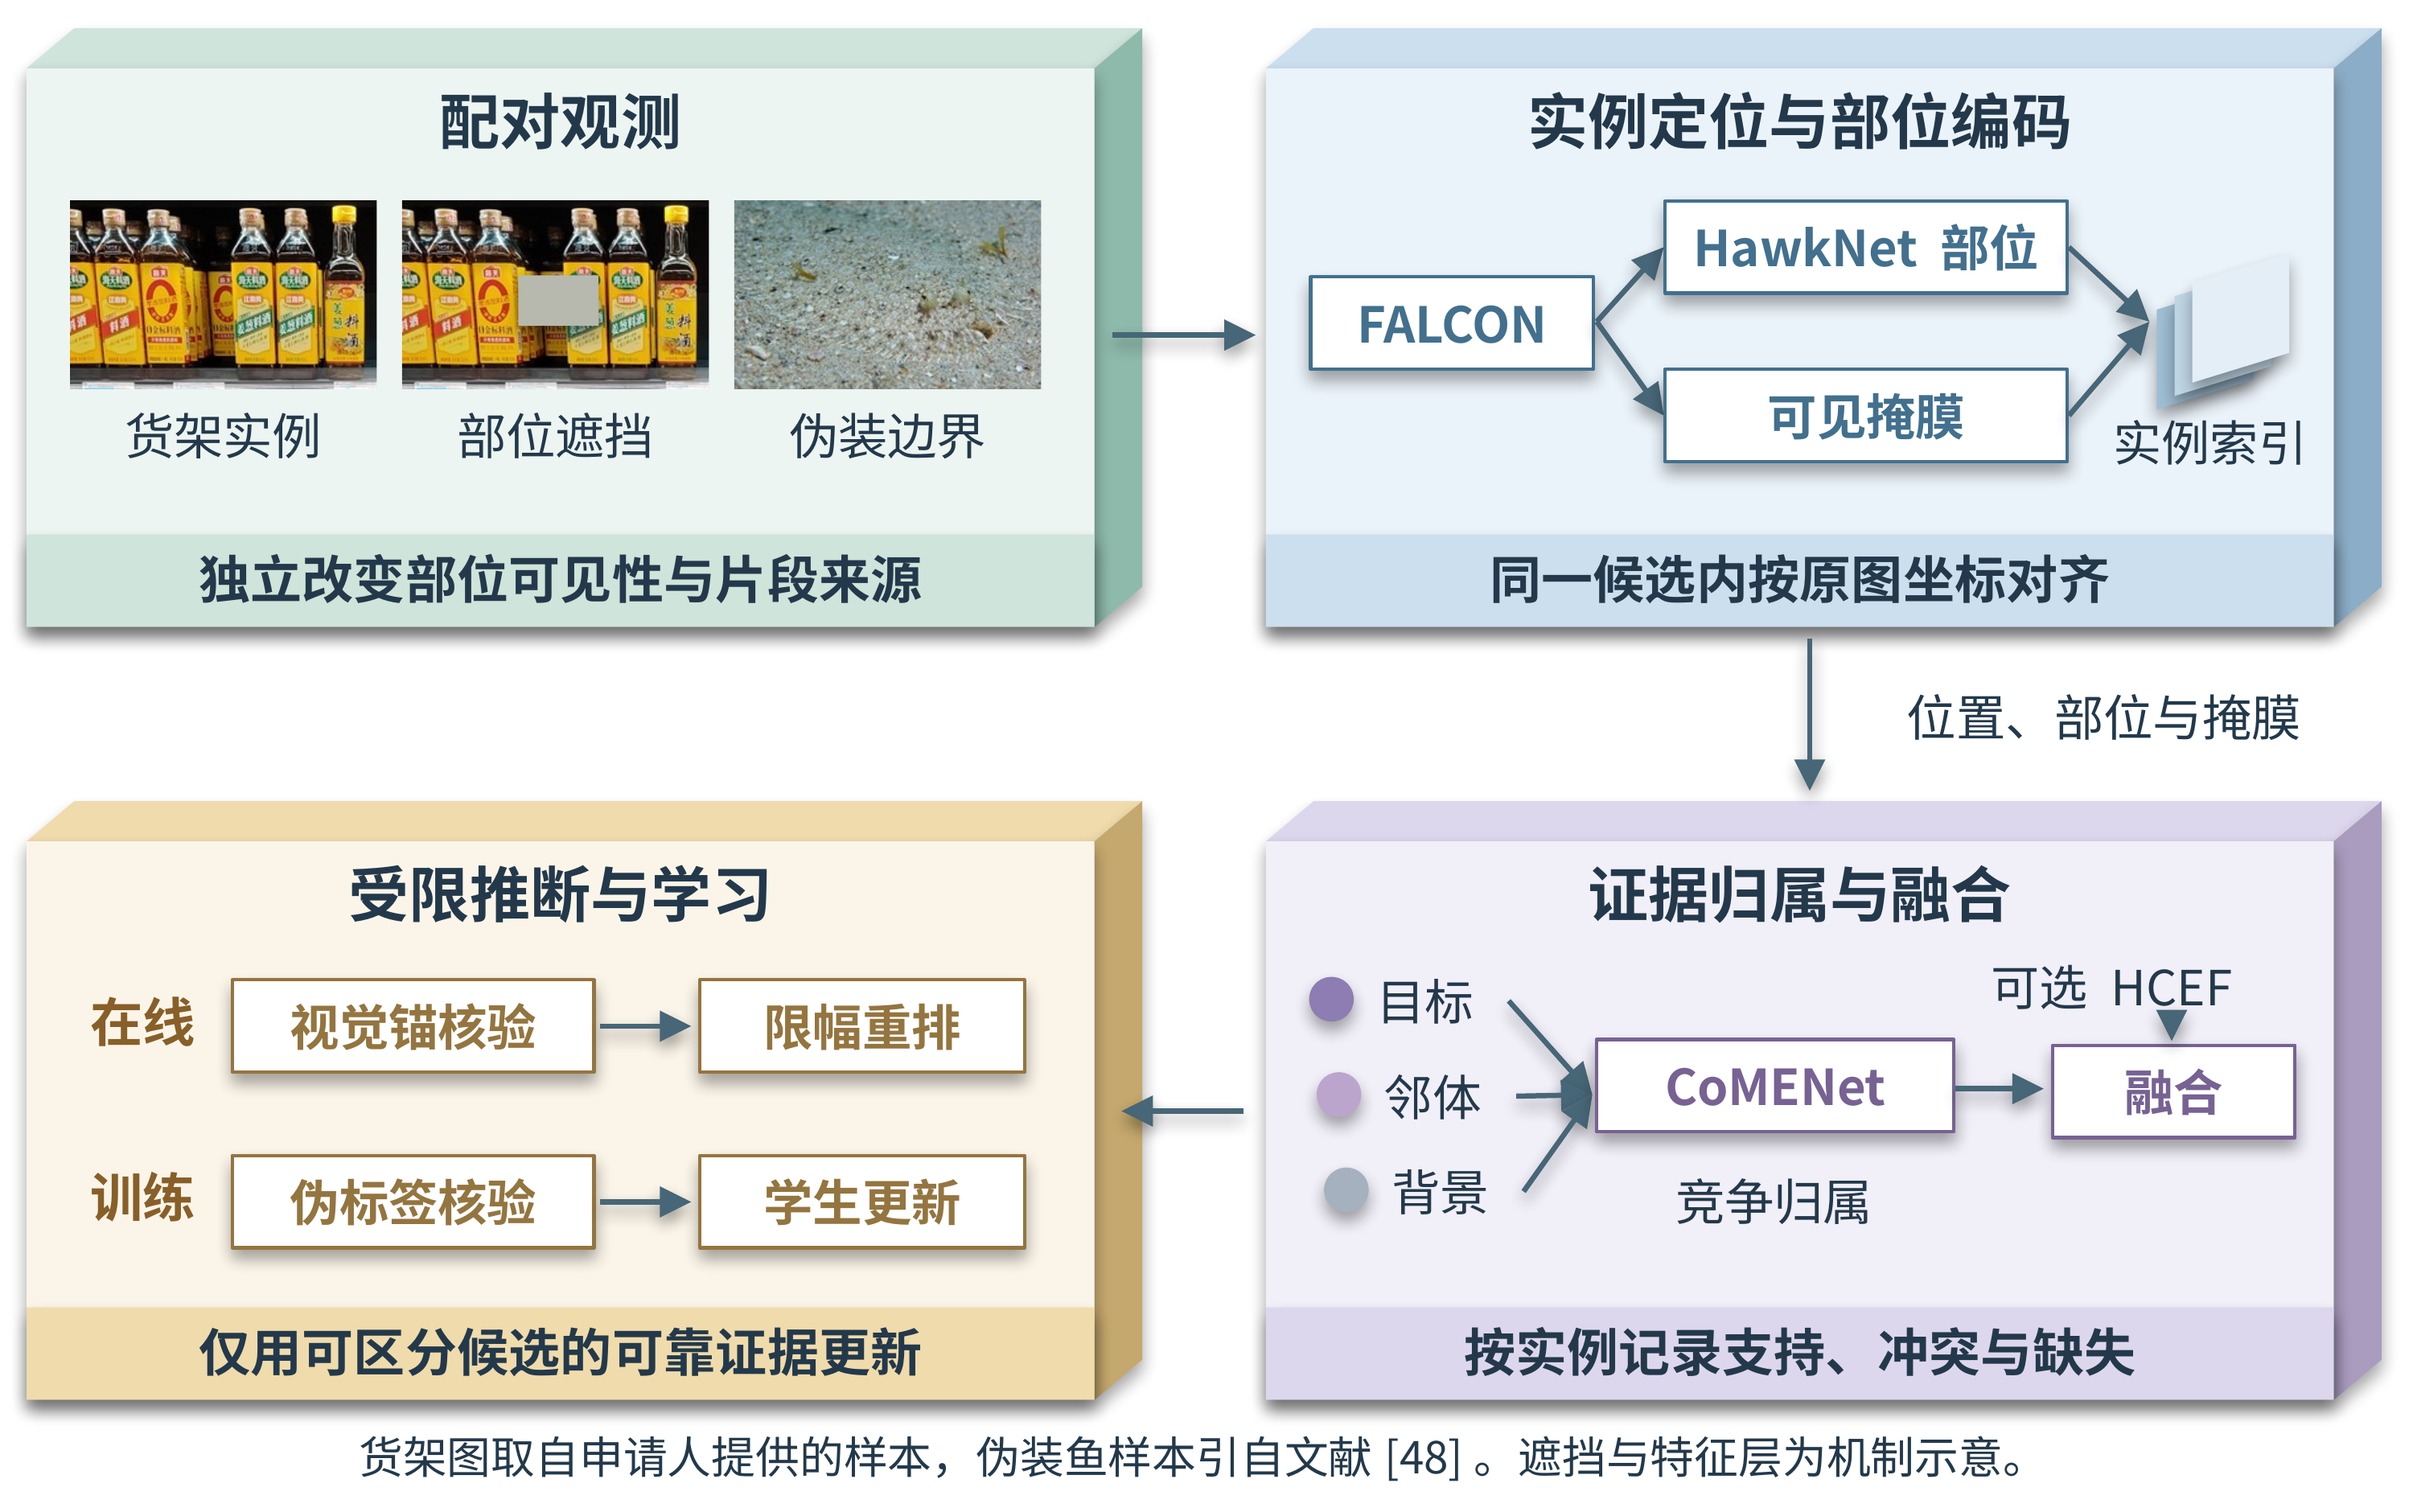 配对观测
货架实例
部位遮挡
伪装边界
独立改变部位可见性与片段来源
实例定位与部位编码
FALCON
HawkNet 部位
可见掩膜
实例索引
同一候选内按原图坐标对齐
位置、部位与掩膜
受限推断与学习
在线
视觉锚核验
限幅重排
训练
伪标签核验
学生更新
仅用可区分候选的可靠证据更新
证据归属与融合
目标
邻体
背景
CoMENet
竞争归属
可选 HCEF
融合
按实例记录支持、冲突与缺失
货架图取自申请人提供的样本，伪装鱼样本引自文献 [48] 。遮挡与特征层为机制示意。